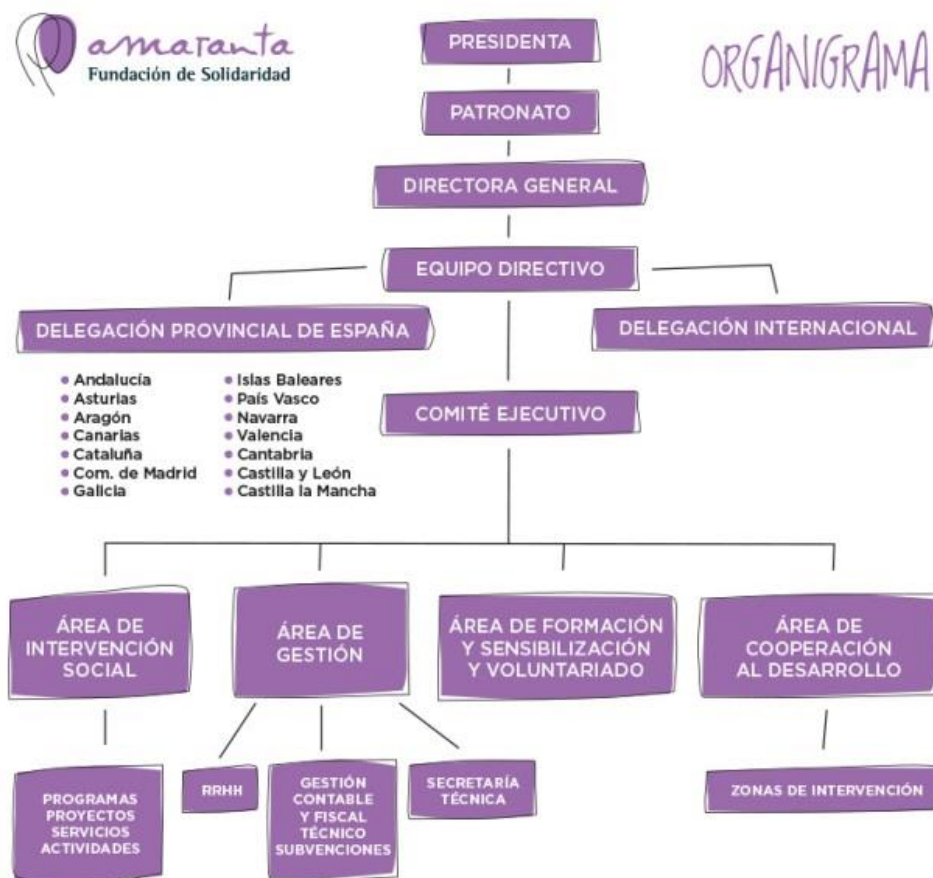 amaranta
Fundación de Solidaridad
ORGANIGRAMA
PRESIDENTA
PATRONATO
DIRECTORA GENERAL
EQUIPO DIRECTIVO
DELEGACIÓN PROVINCIAL DE ESPAÑA
DELEGACIÓN INTERNACIONAL
Andalucía
Asturias
Aragón
Canarias
Cataluña
Com. de Madrid
Galicia
Islas Baleares
País Vasco
Navarra
Valencia
Cantabria
Castilla y León
Castilla la Mancha
COMITÉ EJECUTIVO
ÁREA DE
INTERVENCIÓN
SOCIAL
ÁREA DE
GESTIÓN
ÁREA DE FORMACIÓN
Y SENSIBILIZACIÓN
Y VOLUNTARIADO
ÁREA DE
COOPERACIÓN
AL DESARROLLO
PROGRAMAS
PROYECTOS
SERVICIOS
ACTIVIDADES
RRHH
GESTIÓN
CONTABLE
Y FISCAL
TÉCNICO
SUBVENCIONES
SECRETARÍA
TÉCNICA
ZONAS DE INTERVENCIÓN